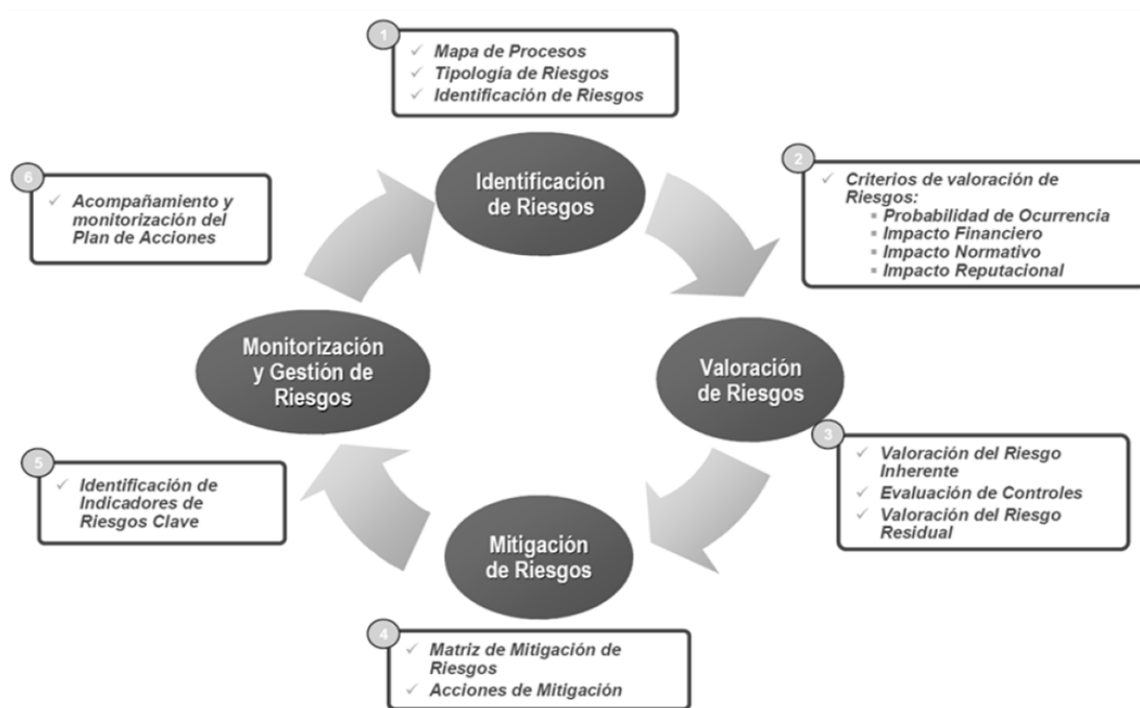 1
✓ Mapa de Procesos
✓ Tipología de Riesgos
✓ Identificación de Riesgos
Identificación
de Riesgos
2
✓ Criterios de valoración de
Riesgos:
▪ Probabilidad de Ocurrencia
▪ Impacto Financiero
▪ Impacto Normativo
▪ Impacto Reputacional
Valoración
de Riesgos
3
✓ Valoración del Riesgo
Inherente
✓ Evaluación de Controles
✓ Valoración del Riesgo
Residual
Mitigación
de Riesgos
4
✓ Matriz de Mitigación de
Riesgos
✓ Acciones de Mitigación
5
✓ Identificación de
Indicadores de
Riesgos Clave
Monitorización
y Gestión de
Riesgos
6
✓ Acompañamiento y
monitorización del
Plan de Acciones